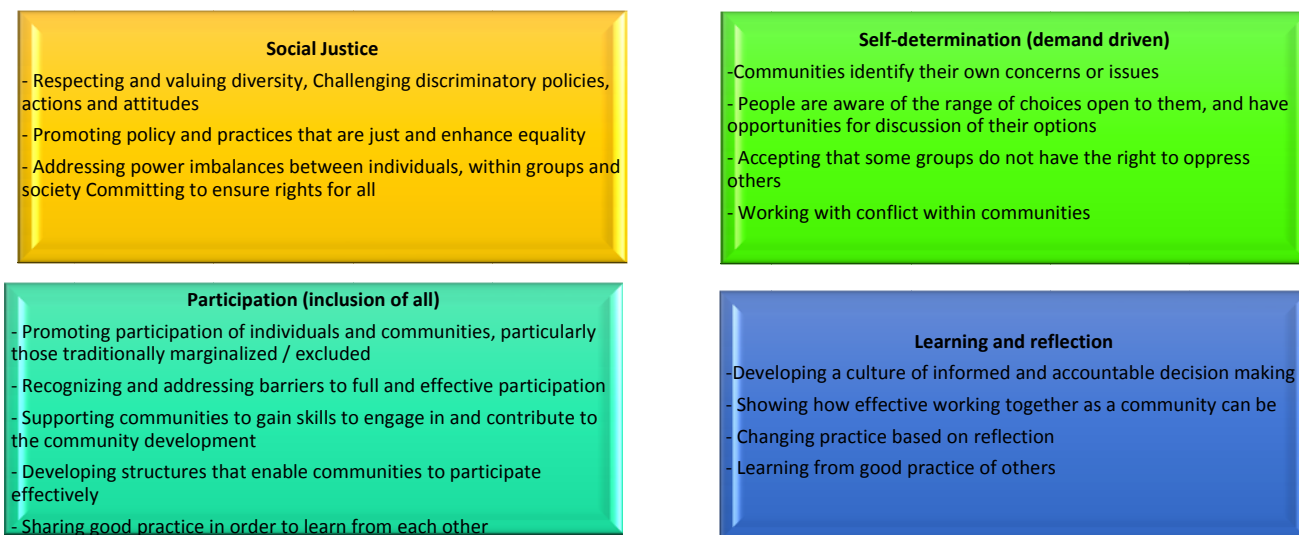 Social Justice
- Respecting and valuing diversity, Challenging discriminatory policies,
actions and attitudes
- Promoting policy and practices that are just and enhance equality
- Addressing power imbalances between individuals, within groups and
society Committing to ensure rights for all
Self-determination (demand driven)
-Communities identify their own concerns or issues
- People are aware of the range of choices open to them, and have
opportunities for discussion of their options
- Accepting that some groups do not have the right to oppress
others
- Working with conflict within communities
Participation (inclusion of all)
- Promoting participation of individuals and communities, particularly
those traditionally marginalized / excluded
- Recognizing and addressing barriers to full and effective participation
- Supporting communities to gain skills to engage in and contribute to
the community development
- Developing structures that enable communities to participate
effectively
- Sharing good practice in order to learn from each other
Learning and reflection
-Developing a culture of informed and accountable decision making
- Showing how effective working together as a community can be
- Changing practice based on reflection
- Learning from good practice of others